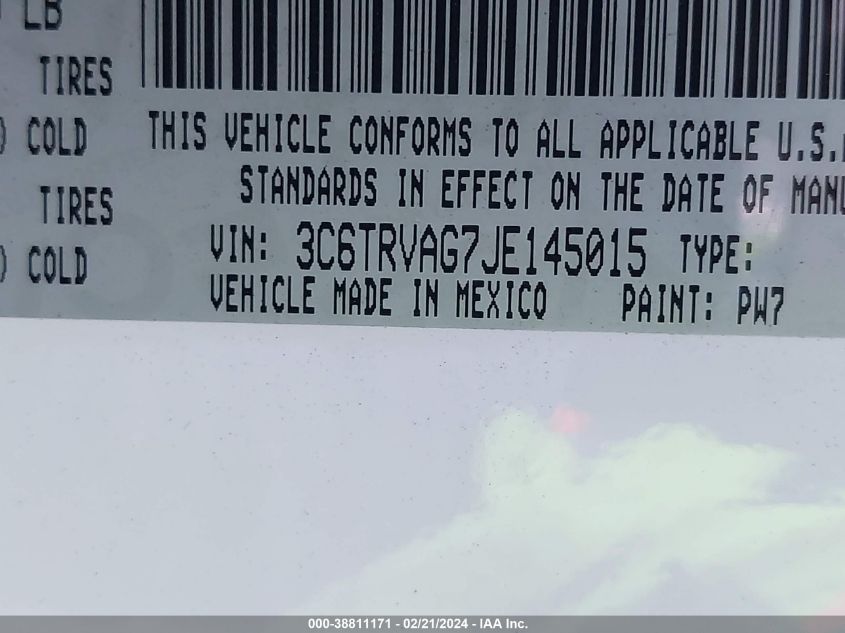 LB
TIRES
COLD
TIRES
COLD
THIS VEHICLE CONFORMS TO ALL APPLICABLE U.S.
STANDARDS IN EFFECT ON THE DATE OF MANU
VIN: 3C6TRVAG7JE145015 TYPE:
VEHICLE MADE IN MEXICO PAINT: PW7
000-38811171 - 02/21/2024 - IAA Inc.